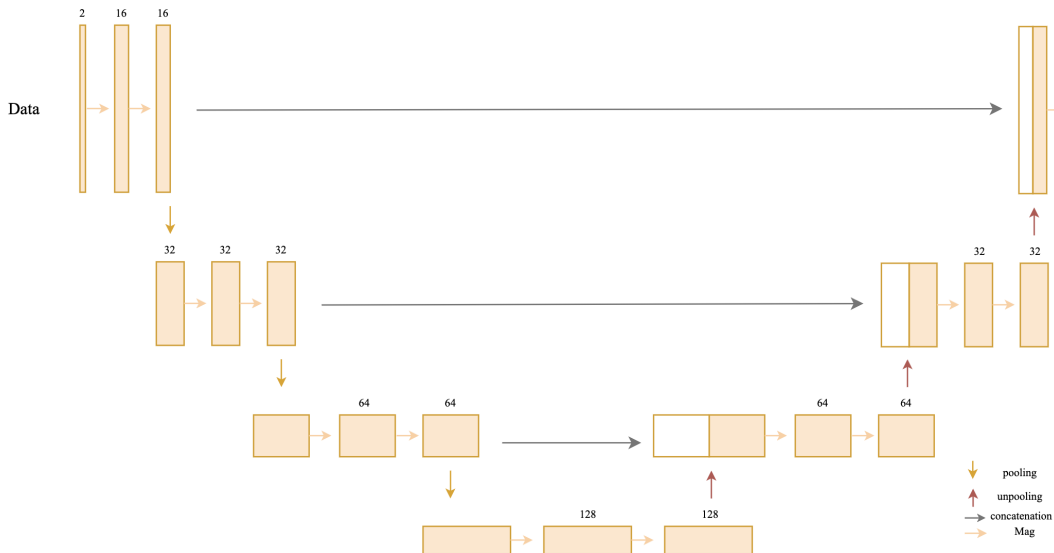 2 16 16
Data
32 32 32
32 32
64 64
64 64
128 128
pooling
unpooling
concatenation
Mag